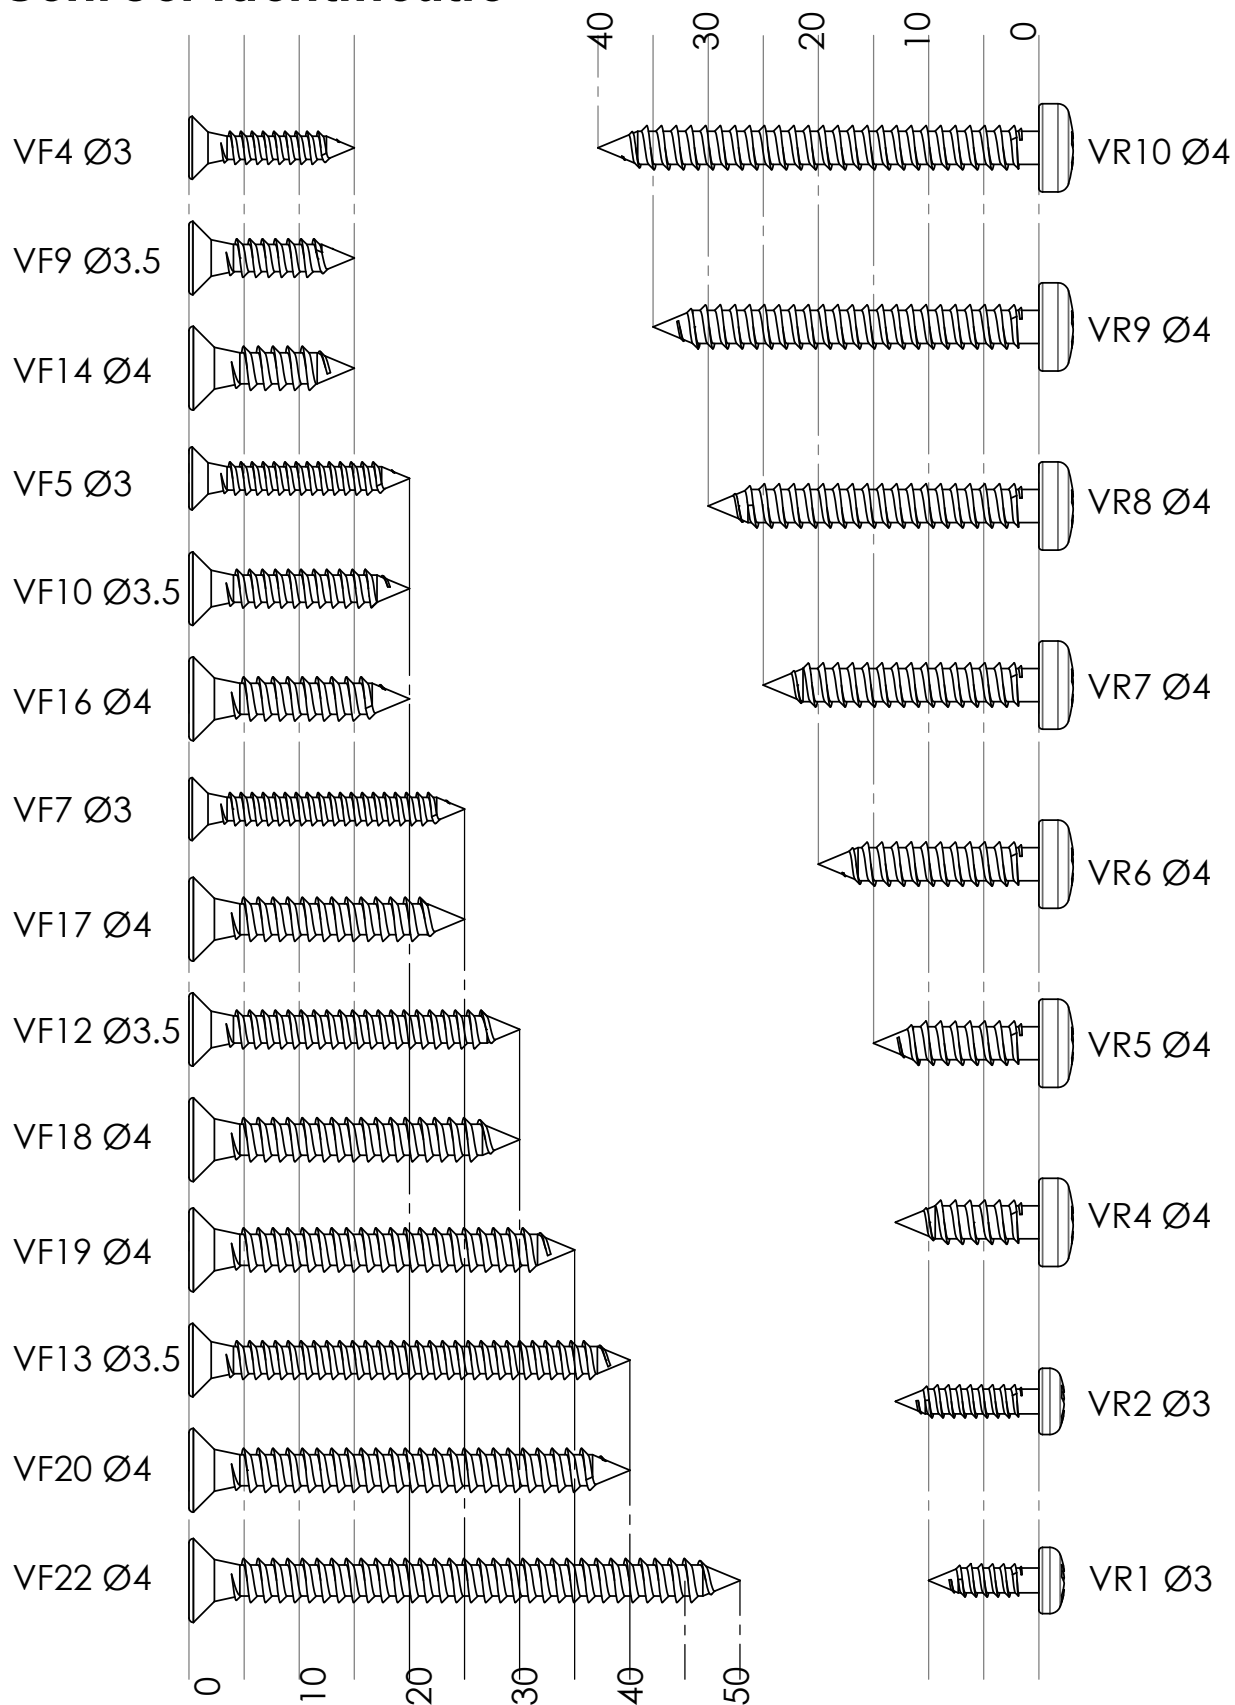 40
30
20
10
0
VF4 Ø3
VF9 Ø3.5
VF14 Ø4
VF5 Ø3
VF10 Ø3.5
VF16 Ø4
VF7 Ø3
VF17 Ø4
VF12 Ø3.5
VF18 Ø4
VF19 Ø4
VF13 Ø3.5
VF20 Ø4
VF22 Ø4
VR10 Ø4
VR9 Ø4
VR8 Ø4
VR7 Ø4
VR6 Ø4
VR5 Ø4
VR4 Ø4
VR2 Ø3
VR1 Ø3
0
10
20
30
40
50